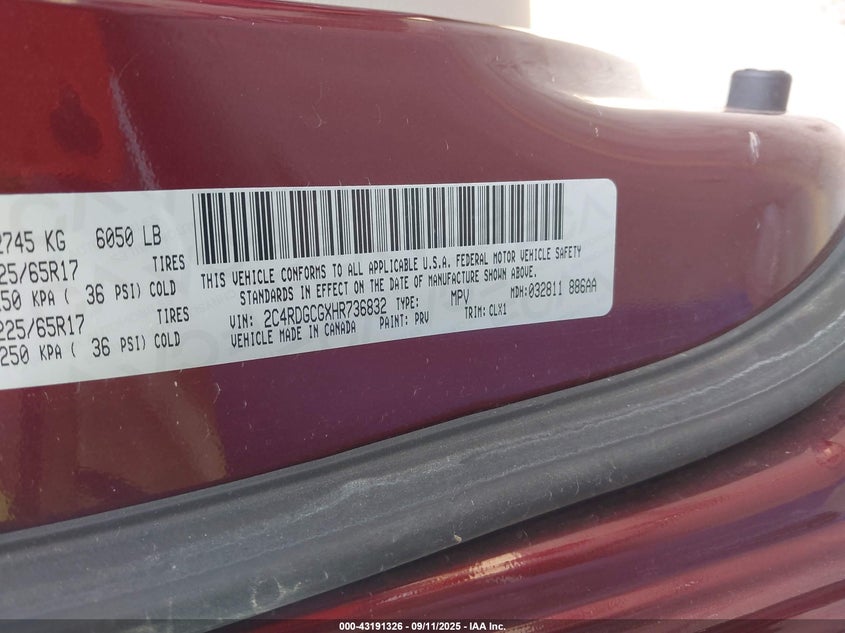 2745 KG 6050 LB
25/65R17 TIRES
250 KPA ( 36 PSI) COLD
225/65R17 TIRES
250 KPA ( 36 PSI) COLD
THIS VEHICLE CONFORMS TO ALL APPLICABLE U.S.A. FEDERAL MOTOR VEHICLE SAFETY
STANDARDS IN EFFECT ON THE DATE OF MANUFACTURE SHOWN ABOVE.
VIN: 2C4RDGCGXHR736832 TYPE: MPV MDH: 032811 886AA
VEHICLE MADE IN CANADA PAINT: PRV TRIM: CLX1
000-43191326 - 09/11/2025 - IAA Inc.